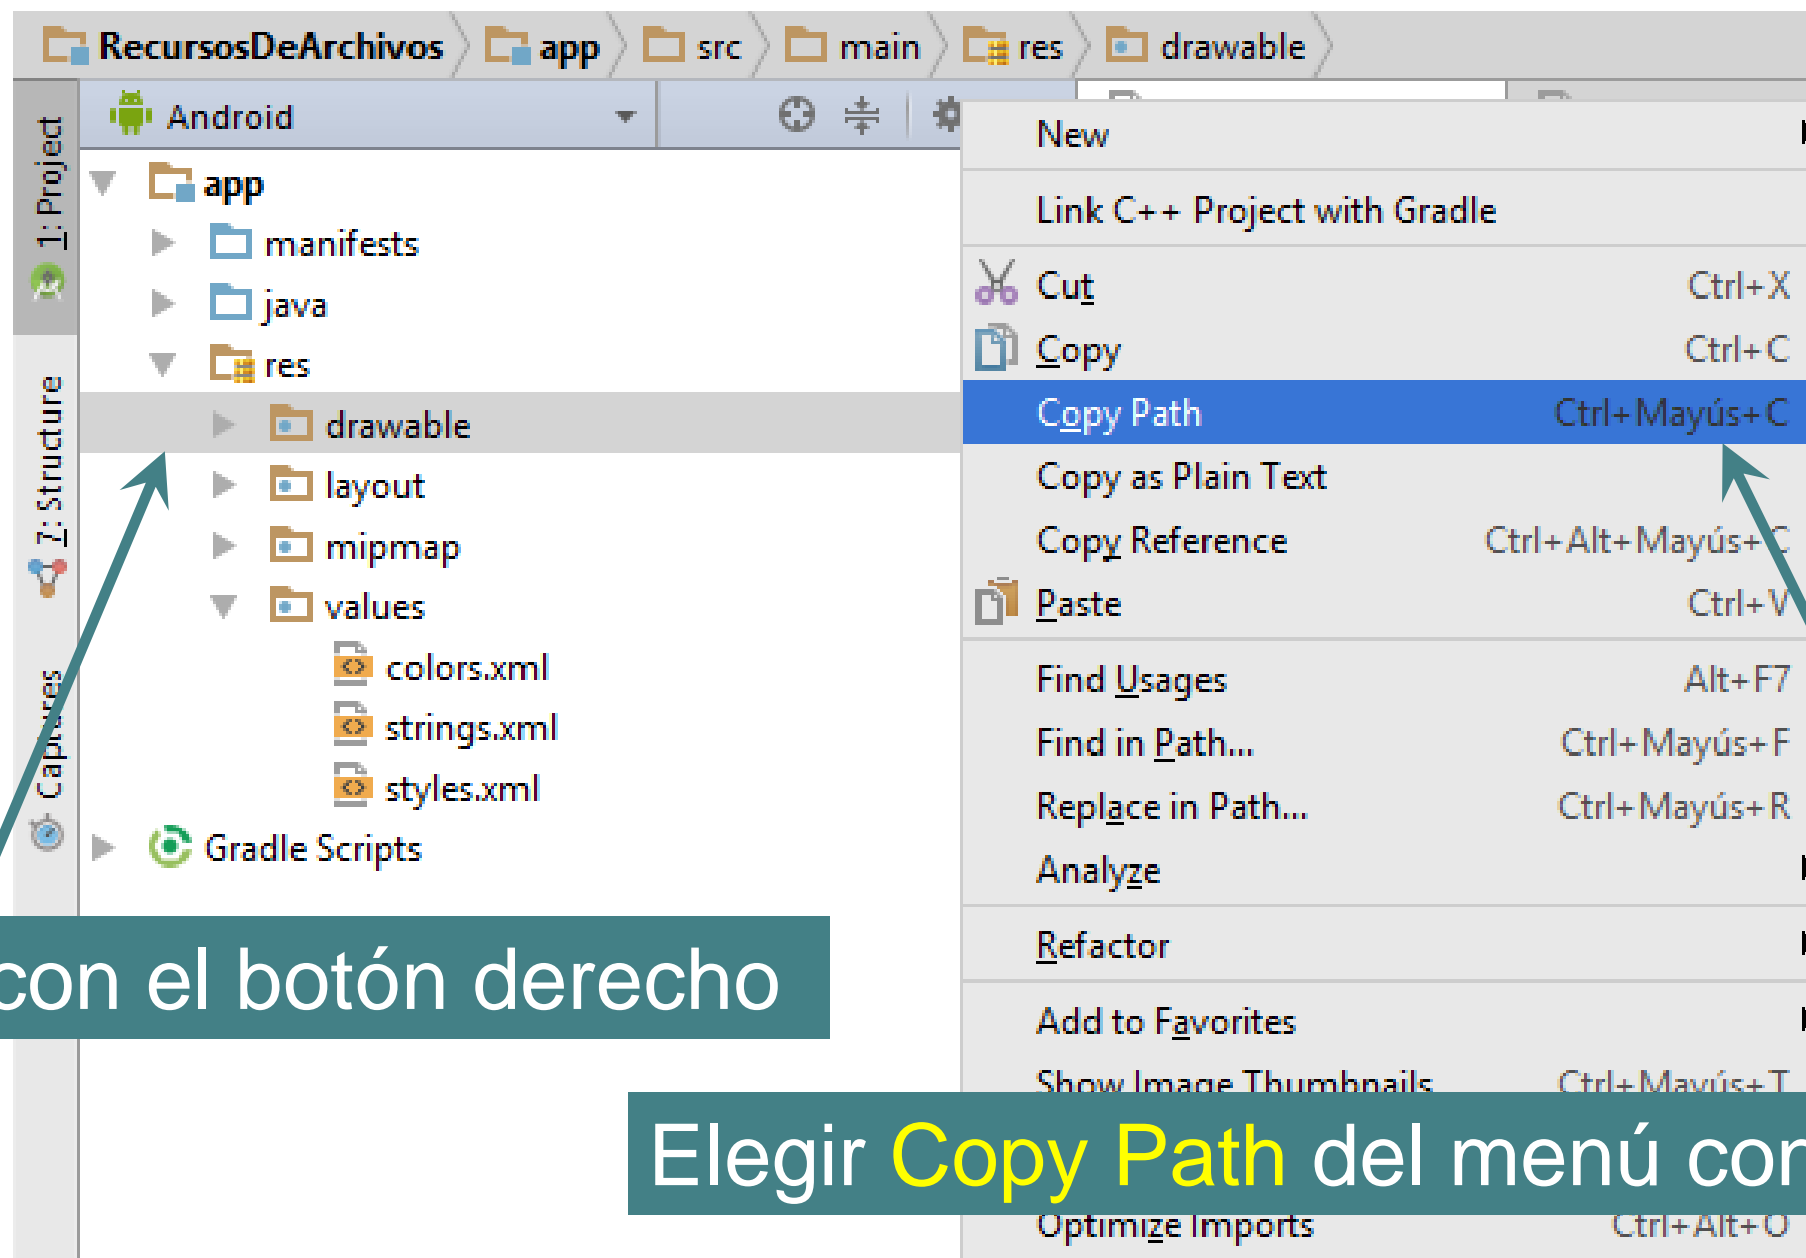 RecursosDeArchivos app src main res drawable
Android
1: Project
7: Structure
Captures
app
manifests
java
res
drawable
layout
mipmap
values
colors.xml
strings.xml
styles.xml
Gradle Scripts
New
Link C++ Project with Gradle
Cut Ctrl+X
Copy Ctrl+C
Copy Path Ctrl+Mayús+C
Copy as Plain Text
Copy Reference Ctrl+Alt+Mayús+C
Paste Ctrl+V
Find Usages Alt+F7
Find in Path... Ctrl+Mayús+F
Replace in Path... Ctrl+Mayús+R
Analyze
Refactor
Add to Favorites
Show Image Thumbnails Ctrl+Mayús+T
Optimize Imports Ctrl+Alt+O
con el botón derecho
Elegir Copy Path del menú